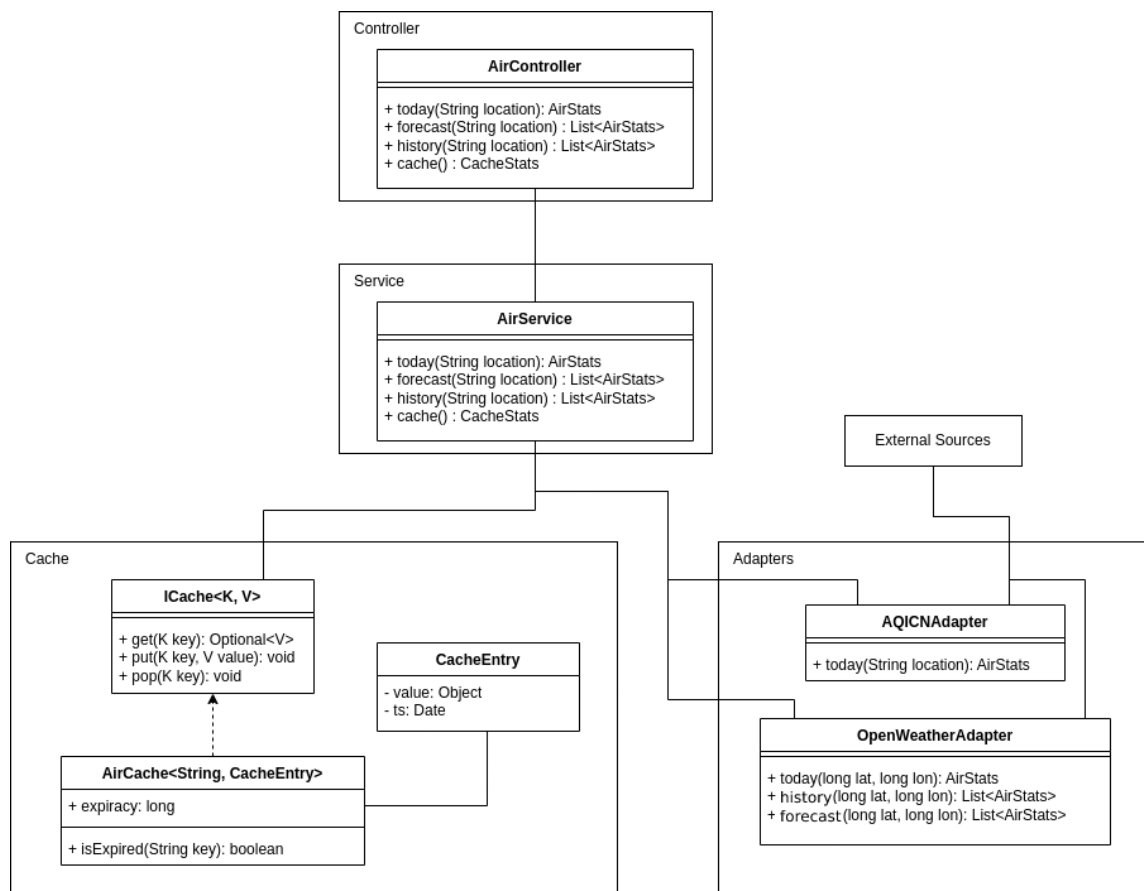 Controller
AirController
+ today(String location): AirStats
+ forecast(String location) : List<AirStats>
+ history(String location) : List<AirStats>
+ cache() : CacheStats
Service
AirService
+ today(String location): AirStats
+ forecast(String location) : List<AirStats>
+ history(String location) : List<AirStats>
+ cache() : CacheStats
External Sources
Cache
ICache<K, V>
+ get(K key): Optional<V>
+ put(K key, V value): void
+ pop(K key): void
CacheEntry
- value: Object
- ts: Date
AirCache<String, CacheEntry>
+ expiracy: long
+ isExpired(String key): boolean
Adapters
AQICNAdapter
+ today(String location): AirStats
OpenWeatherAdapter
+ today(long lat, long lon): AirStats
+ history(long lat, long lon): List<AirStats>
+ forecast(long lat, long lon): List<AirStats>